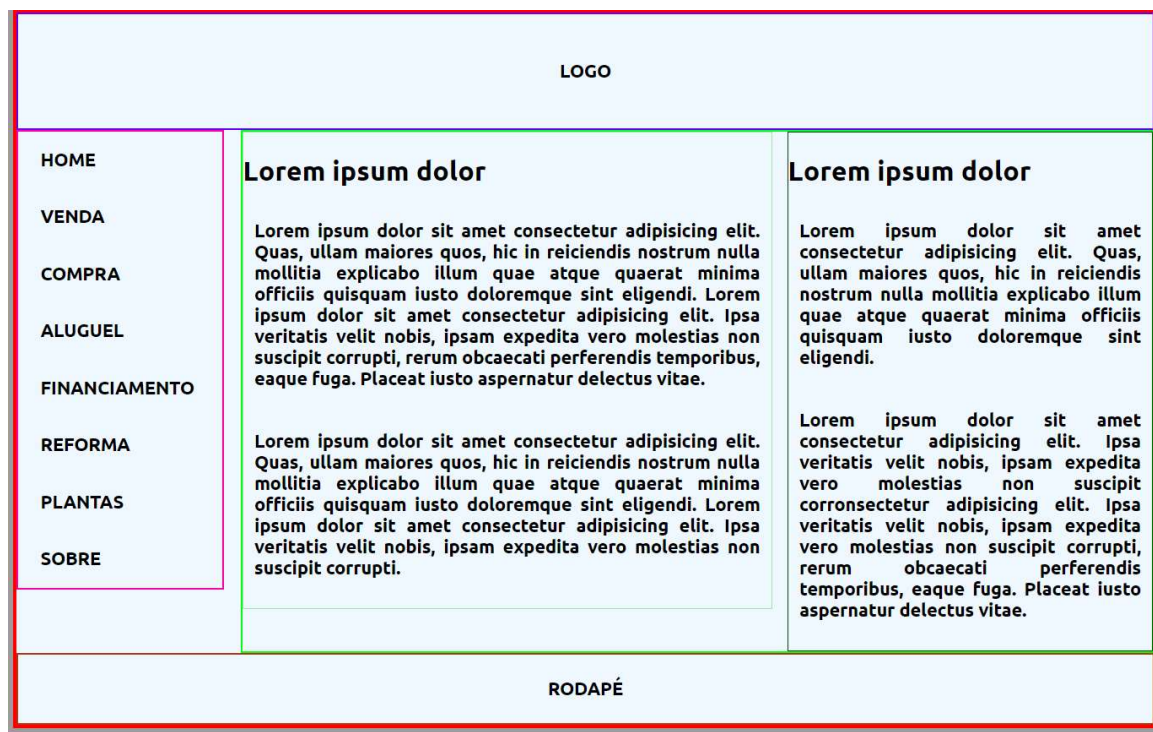 LOGO
HOME
VENDA
COMPRA
ALUGUEL
FINANCIAMENTO
REFORMA
PLANTAS
SOBRE
Lorem ipsum dolor
Lorem ipsum dolor sit amet consectetur adipisicing elit.
Quas, ullam maiores quos, hic in reiciendis nostrum nulla
mollitia explicabo illum quae atque quaerat minima
officiis quisquam iusto doloremque sint eligendi. Lorem
ipsum dolor sit amet consectetur adipisicing elit. Ipsa
veritatis velit nobis, ipsam expedita vero molestias non
suscipit corrupti, rerum obcaecati perferendis temporibus,
eaque fuga. Placeat iusto aspernatur delectus vitae.
Lorem ipsum dolor sit amet consectetur adipisicing elit.
Quas, ullam maiores quos, hic in reiciendis nostrum nulla
mollitia explicabo illum quae atque quaerat minima
officiis quisquam iusto doloremque sint eligendi. Lorem
ipsum dolor sit amet consectetur adipisicing elit. Ipsa
veritatis velit nobis, ipsam expedita vero molestias non
suscipit corrupti.
Lorem ipsum dolor
Lorem ipsum dolor sit amet
consectetur adipisicing elit. Quas,
ullam maiores quos, hic in reiciendis
nostrum nulla mollitia explicabo illum
quae atque quaerat minima officiis
quisquam iusto doloremque sint
eligendi.
Lorem ipsum dolor sit amet
consectetur adipisicing elit. Ipsa
veritatis velit nobis, ipsam expedita
vero molestias non suscipit
corronsectetur adipisicing elit. Ipsa
veritatis velit nobis, ipsam expedita
vero molestias non suscipit corrupti,
rerum obcaecati perferendis
temporibus, eaque fuga. Placeat iusto
aspernatur delectus vitae.
RODAPÉ